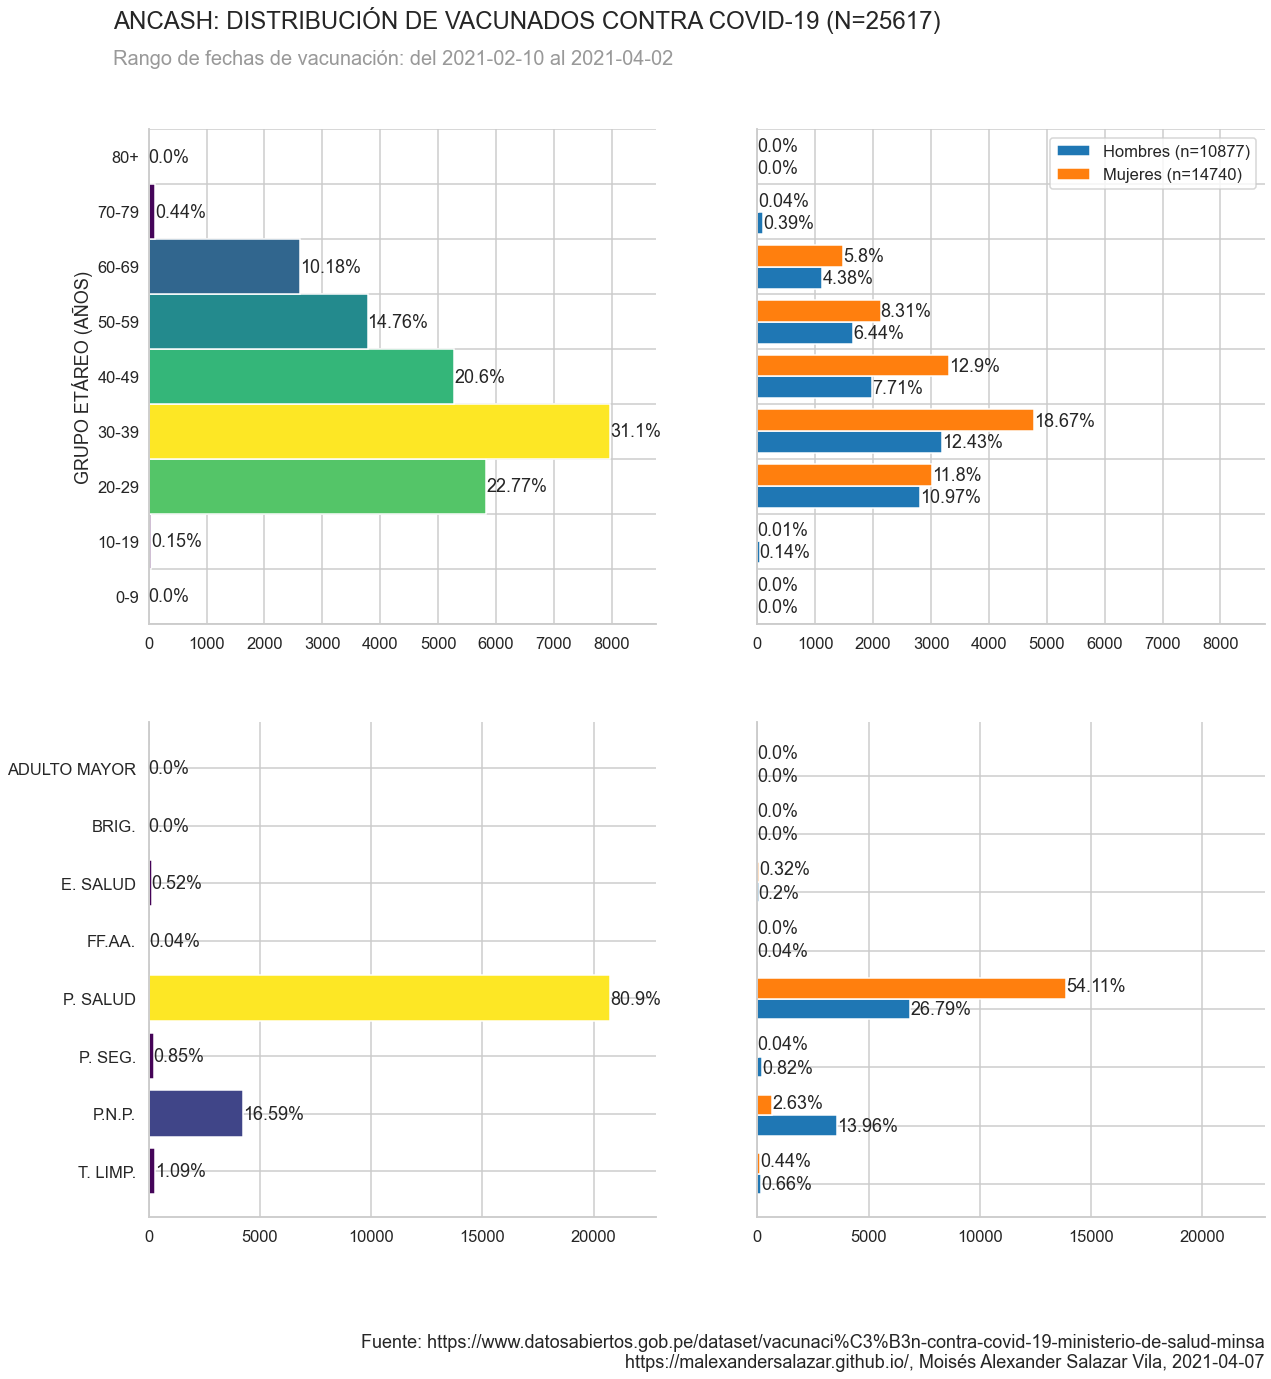 ANCASH: DISTRIBUCIÓN DE VACUNADOS CONTRA COVID-19 (N=25617)
Rango de fechas de vacunación: del 2021-02-10 al 2021-04-02
GRUPO ETÁREO (AÑOS)
80+ 0.0%
70-79 0.44%
60-69 10.18%
50-59 14.76%
40-49 20.6%
30-39 31.1%
20-29 22.77%
10-19 0.15%
0-9 0.0%
0 1000 2000 3000 4000 5000 6000 7000 8000
Hombres (n=10877)
Mujeres (n=14740)
0.0%
0.0%
0.04%
0.39%
5.8%
4.38%
8.31%
6.44%
12.9%
7.71%
18.67%
12.43%
11.8%
10.97%
0.01%
0.14%
0.0%
0.0%
0 1000 2000 3000 4000 5000 6000 7000 8000
ADULTO MAYOR 0.0%
BRIG. 0.0%
E. SALUD 0.52%
FF.AA. 0.04%
P. SALUD 80.9%
P. SEG. 0.85%
P.N.P. 16.59%
T. LIMP. 1.09%
0 5000 10000 15000 20000
0.0%
0.0%
0.0%
0.0%
0.32%
0.2%
0.0%
0.04%
54.11%
26.79%
0.04%
0.82%
2.63%
13.96%
0.44%
0.66%
0 5000 10000 15000 20000
Fuente: https://www.datosabiertos.gob.pe/dataset/vacunaci%C3%B3n-contra-covid-19-ministerio-de-salud-minsa
https://malexandersalazar.github.io/, Moisés Alexander Salazar Vila, 2021-04-07